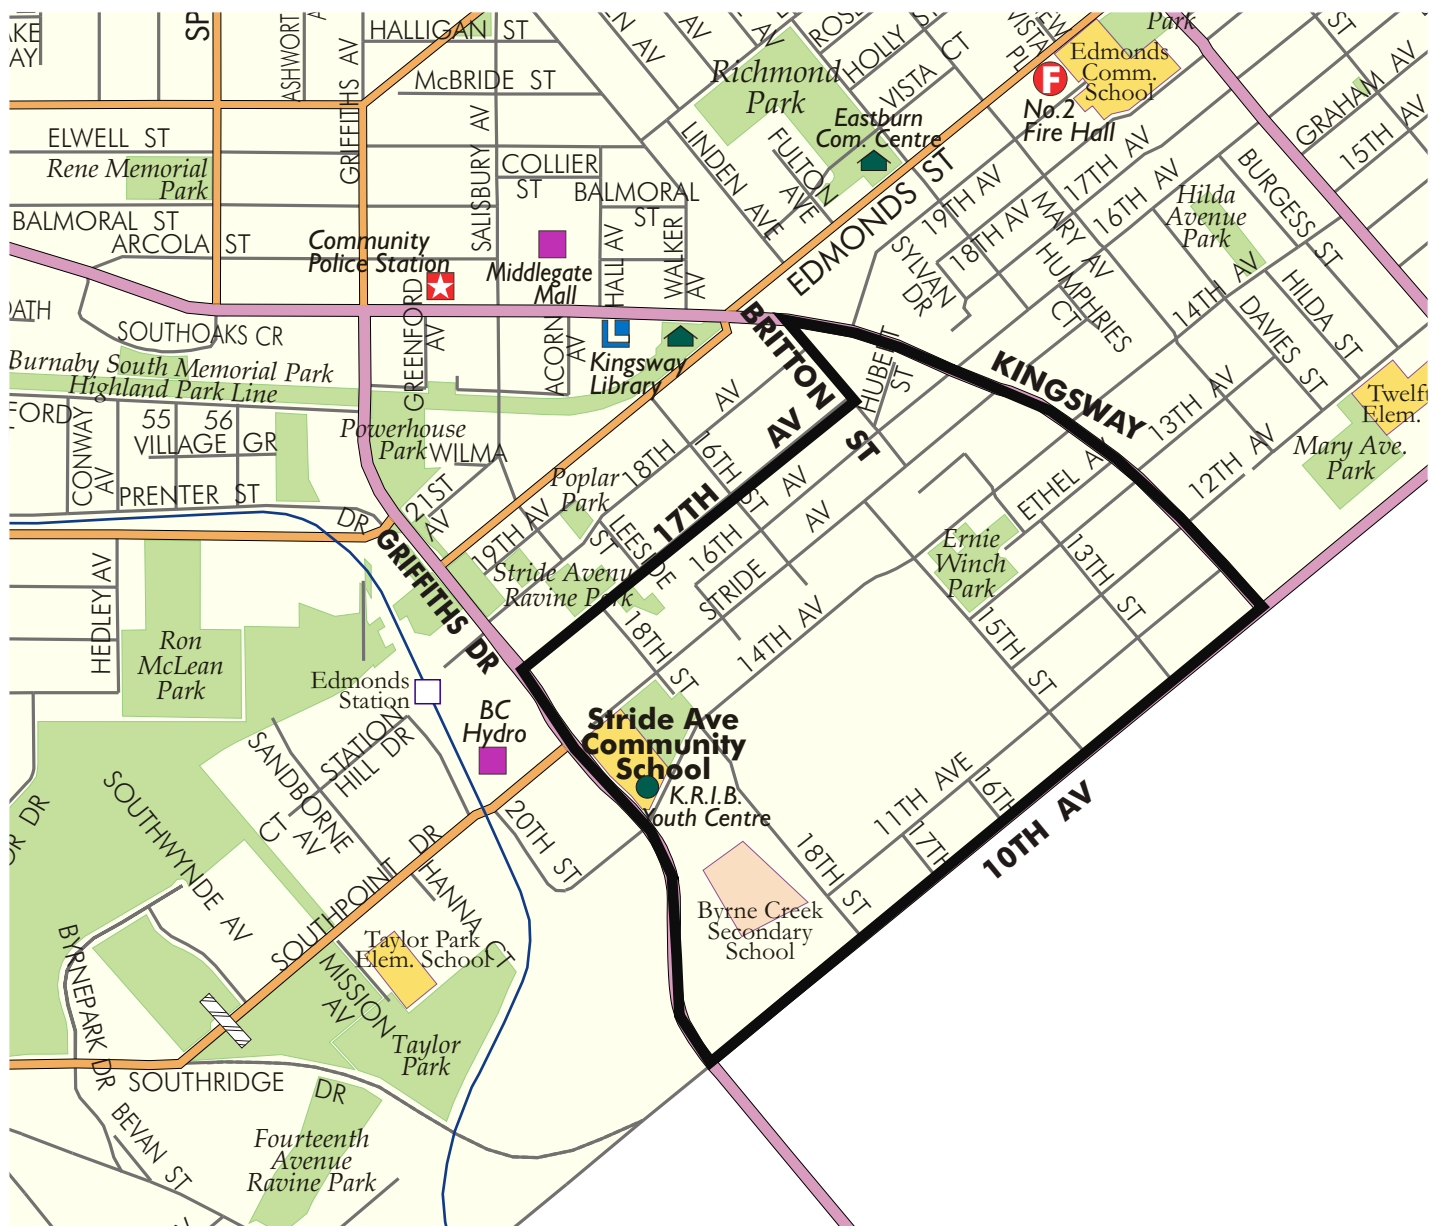 SP
ASHWORT
GRIFFITHS AV
HALLIGAN ST
McBRIDE ST
ELWELL ST
Rene Memorial
Park
BALMORAL ST
ARCOLA ST
SALISBURY AV
COLLIER
ST
BALMORAL
ST
Richmond
Park
HOLLY
VISTA CT
VISTA
PL
Park
Edmonds
Comm.
School
F
No.2
Fire Hall
Eastburn
Com. Centre
LINDEN AVE
FULTON
AVE
EDMONDS ST
GRAHAM AV
15TH AV
BURGESS ST
17TH AV
16TH AV
19TH AV
18TH AV
MARY AV
Hilda
Avenue
Park
SYLVAN
DR
HUMPHRIES
CT
14TH AV
HILDA ST
DAVIES ST
Community
Police Station
Middlegate
Mall
HALL AV
WALKER
AV
SOUTHOAKS CR
GREENFORD
AV
ACORN
AV
Kingsway
Library
BRITTON
ST
HUBERT
ST
KINGSWAY
Burnaby South Memorial Park
Highland Park Line
CONWAY
AV
55
56
VILLAGE GR
PRENTER ST
DR
Powerhouse
Park
WILMA
21ST
AV
18TH
AV
16TH
ST
17TH
AV
Poplar
Park
19TH AV
LEESIDE
ST
16TH
AV
STRIDE
AV
14TH AV
13TH AV
12TH AV
ETHEL AV
Twelft
Elem.
Mary Ave.
Park
Ernie
Winch
Park
13TH
ST
15TH
ST
Stride Avenue
Ravine Park
18TH
ST
GRIFFITHS DR
HEDLEY AV
Ron
McLean
Park
Edmonds
Station
BC
Hydro
STATION
HILL DR
SANDBORNE
AV
CT
Stride Ave
Community
School
K.R.I.B.
Youth Centre
20TH ST
SOUTHWYNDE AV
SOUTHPOINT DR
HANNA CT
11TH AVE
16TH
17TH
10TH AV
18TH
ST
Byrne Creek
Secondary
School
Taylor Park
Elem. School
MISSION
AV
Taylor
Park
BYRNEPARK DR
SOUTHRIDGE
DR
BEVAN ST
Fourteenth
Avenue
Ravine Park